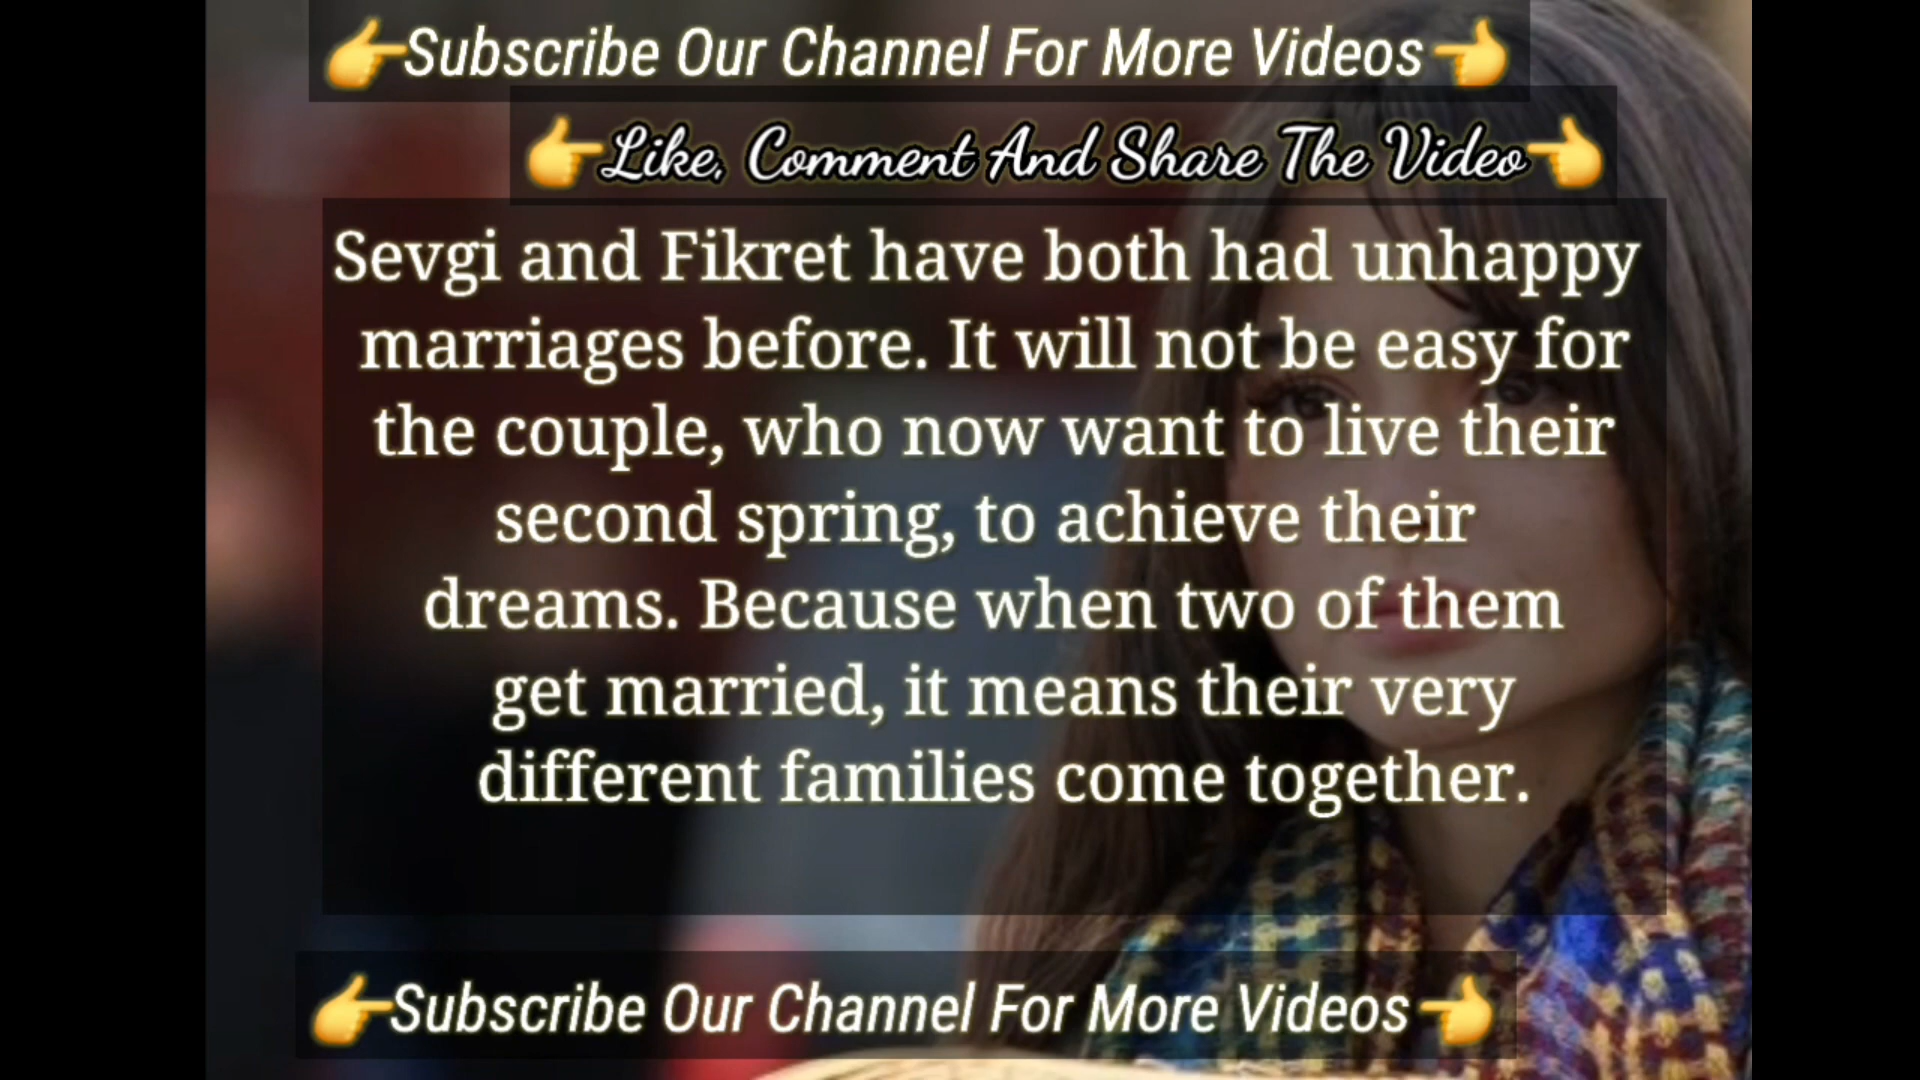 👉Subscribe Our Channel For More Videos👈
👉Like, Comment And Share The Video👈
Sevgi and Fikret have both had unhappy
marriages before. It will not be easy for
the couple, who now want to live their
second spring, to achieve their
dreams. Because when two of them
get married, it means their very
different families come together.
👉Subscribe Our Channel For More Videos👈